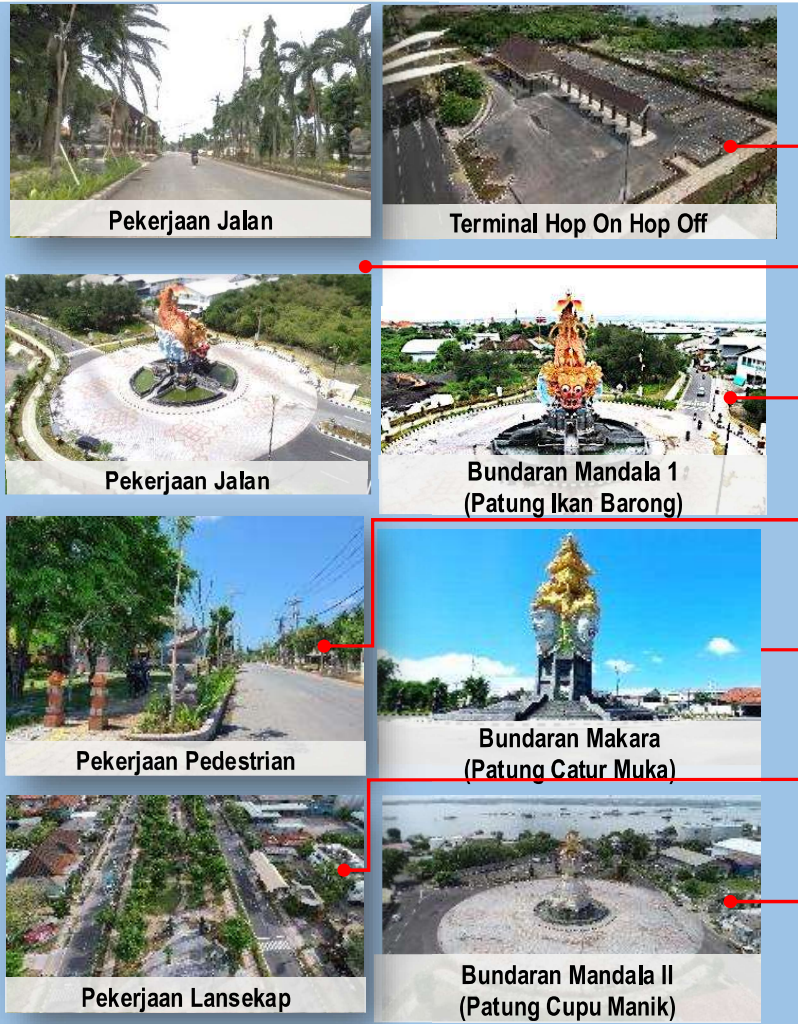 Pekerjaan Jalan
Terminal Hop On Hop Off
Pekerjaan Jalan
Bundaran Mandala 1
(Patung Ikan Barong)
Pekerjaan Pedestrian
Bundaran Makara
(Patung Catur Muka)
Pekerjaan Lansekap
Bundaran Mandala II
(Patung Cupu Manik)